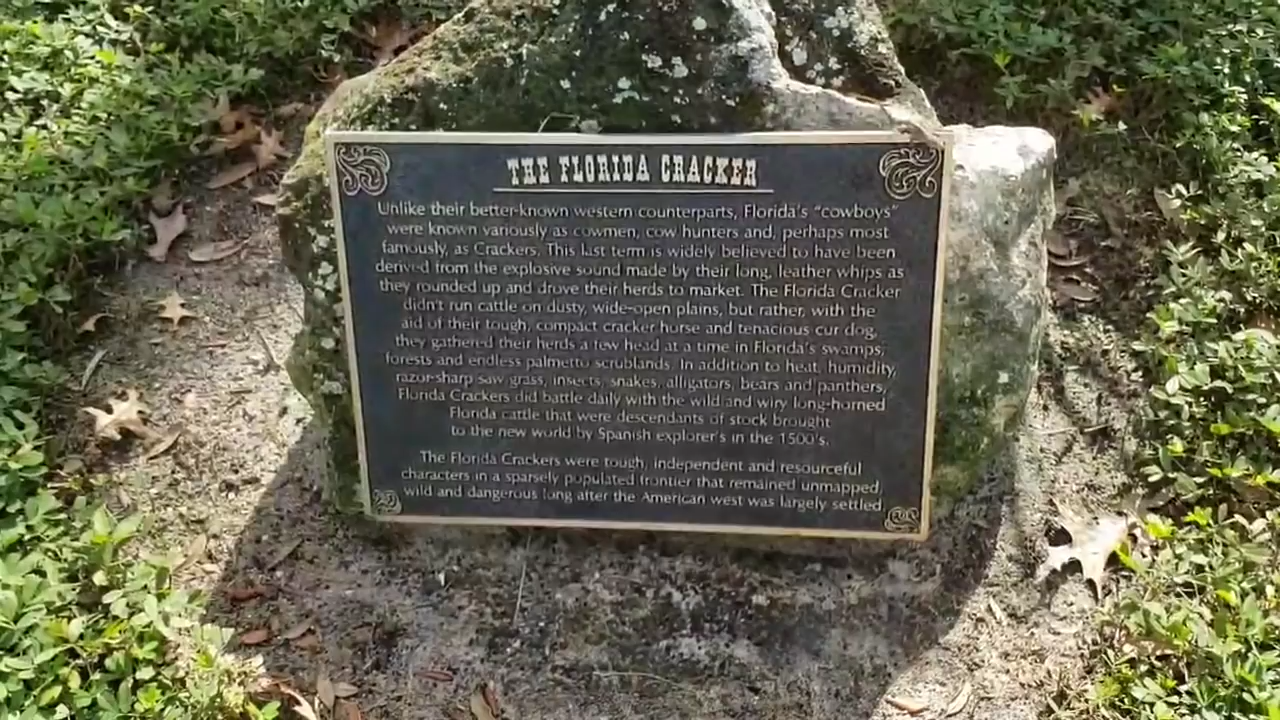 THE FLORIDA CRACKER
Unlike their better-known western counterparts, Florida's "cowboys"
were known variously as cowmen, cow hunters and, perhaps most
famously, as Crackers. This last term is widely believed to have been
derived from the explosive sound made by their long, leather whips as
they rounded up and drove their herds to market. The Florida Cracker
didn't run cattle on dusty, wide-open plains, but rather, with the
aid of their tough, compact cracker horse and tenacious cur dog,
they gathered their herds a few head at a time in Florida's swamps,
forests and endless palmetto scrublands. In addition to heat, humidity,
razor-sharp saw grass, insects, snakes, alligators, bears and panthers,
Florida Crackers did battle daily with the wild and wiry long-horned
Florida cattle that were descendants of stock brought
to the new world by Spanish explorer's in the 1500's.
The Florida Crackers were tough, independent and resourceful
characters in a sparsely populated frontier that remained unmapped,
wild and dangerous long after the American west was largely settled.